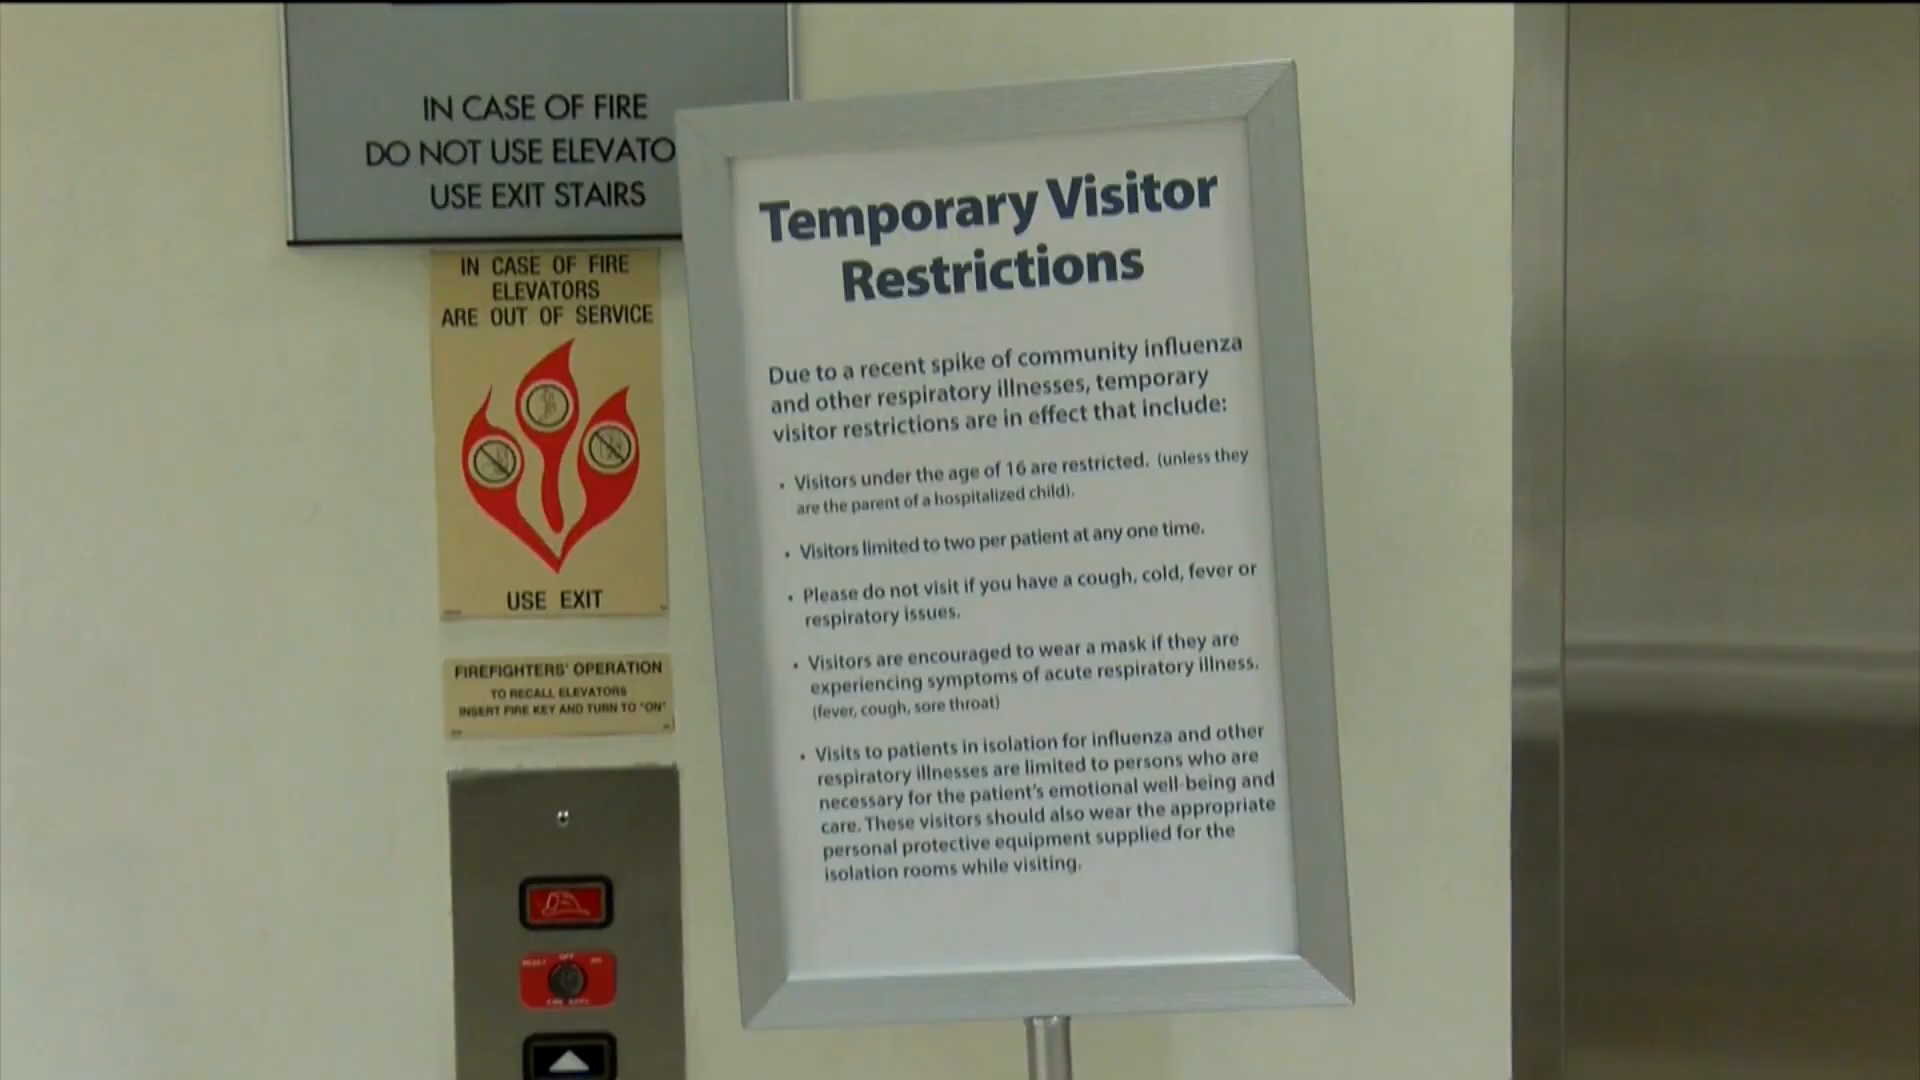 IN CASE OF FIRE
DO NOT USE ELEVATO
USE EXIT STAIRS
IN CASE OF FIRE
ELEVATORS
ARE OUT OF SERVICE
USE EXIT
FIREFIGHTERS' OPERATION
TO RECALL ELEVATORS
INSERT FIRE KEY AND TURN TO "ON"
Temporary Visitor
Restrictions
Due to a recent spike of community influenza
and other respiratory illnesses, temporary
visitor restrictions are in effect that include:
• Visitors under the age of 16 are restricted. (unless they
are the parent of a hospitalized child).
• Visitors limited to two per patient at any one time.
• Please do not visit if you have a cough, cold, fever or
respiratory issues.
• Visitors are encouraged to wear a mask if they are
experiencing symptoms of acute respiratory illness.
(fever, cough, sore throat)
• Visits to patients in isolation for influenza and other
respiratory illnesses are limited to persons who are
necessary for the patient's emotional well-being and
care. These visitors should also wear the appropriate
personal protective equipment supplied for the
isolation rooms while visiting.